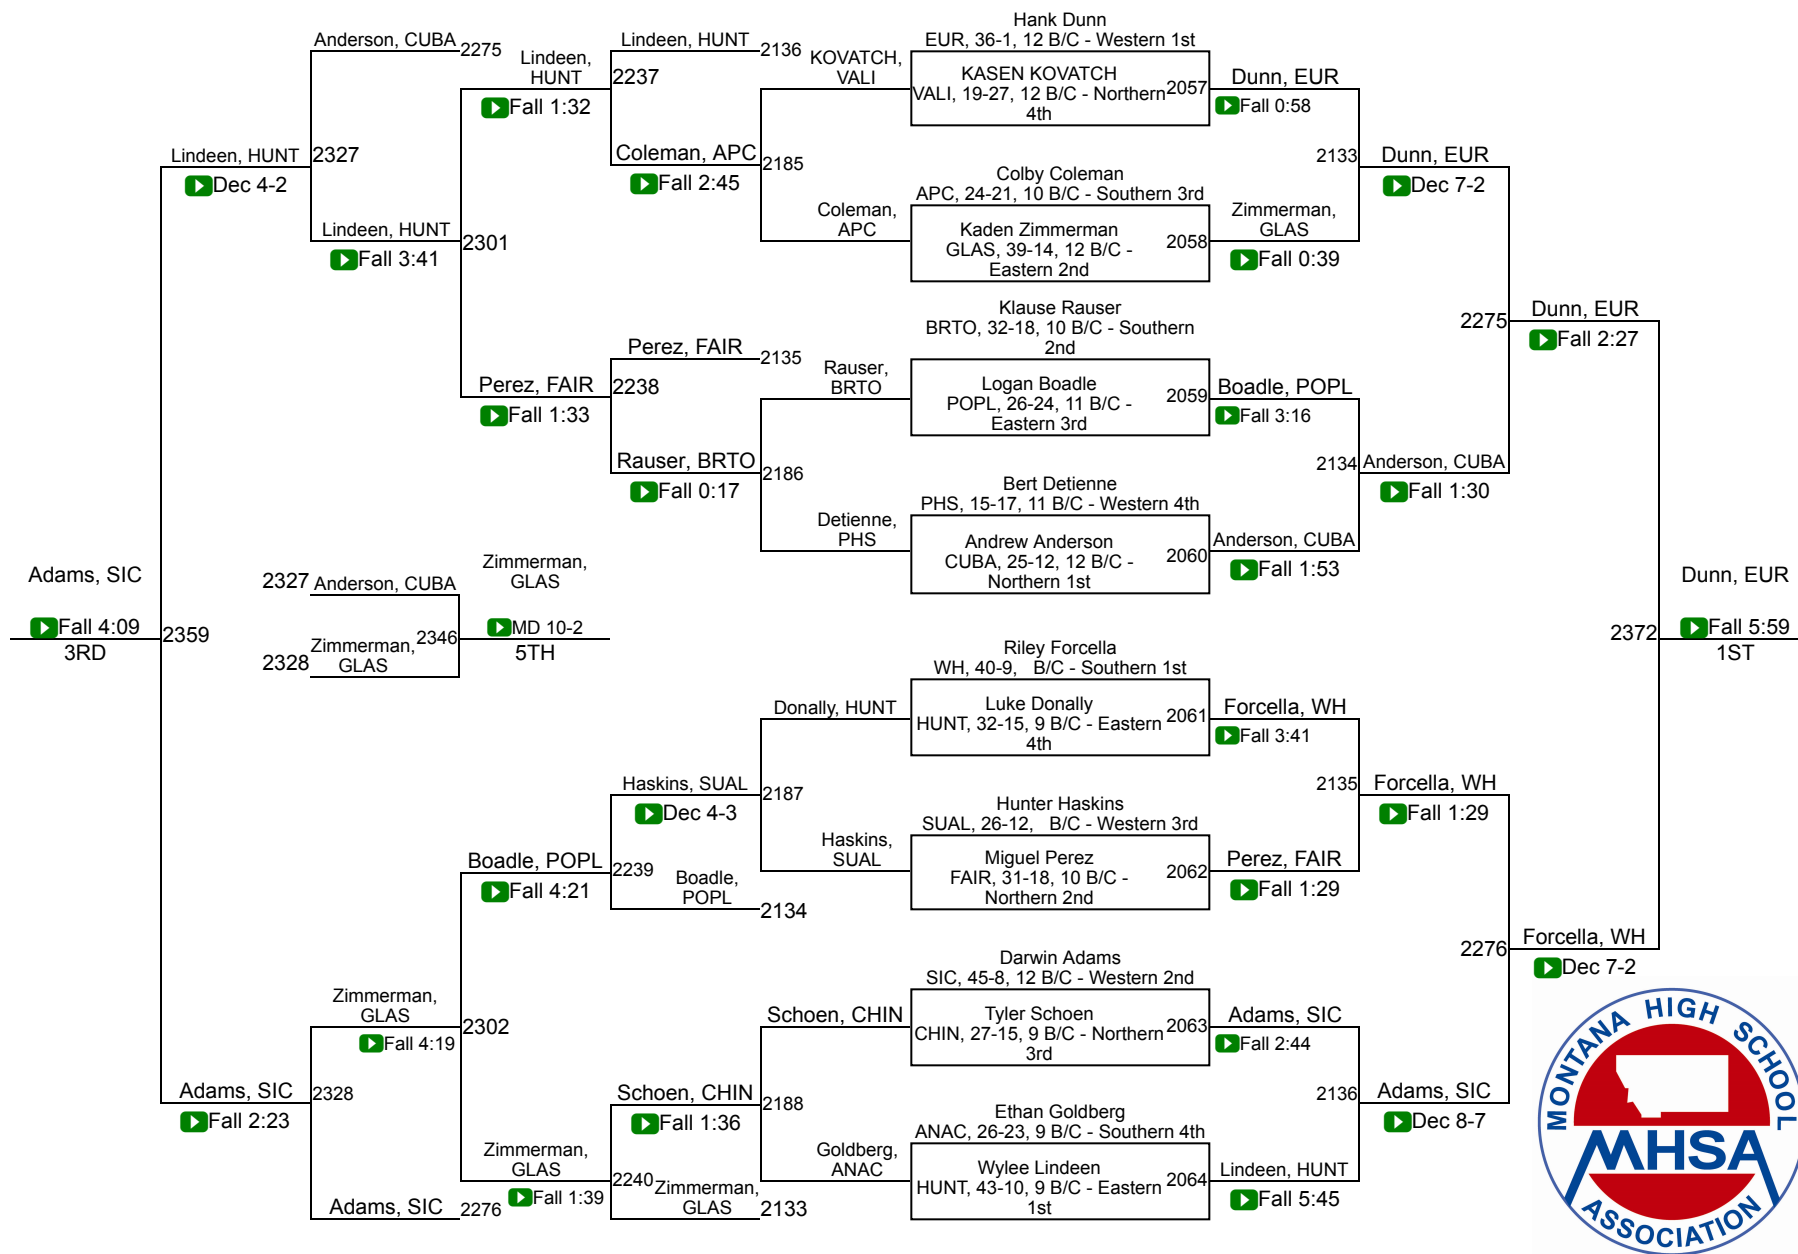 Hank Dunn
EUR, 36-1, 12 B/C - Western 1st
KASEN KOVATCH
VALI, 19-27, 12 B/C - Northern
4th
2057
Dunn, EUR
Fall 0:58
Colby Coleman
APC, 24-21, 10 B/C - Southern 3rd
Kaden Zimmerman
GLAS, 39-14, 12 B/C -
Eastern 2nd
2058
Zimmerman,
GLAS
Fall 0:39
Klause Rauser
BRTO, 32-18, 10 B/C - Southern
2nd
Logan Boadle
POPL, 26-24, 11 B/C -
Eastern 3rd
2059
Boadle, POPL
Fall 3:16
Bert Detienne
PHS, 15-17, 11 B/C - Western 4th
Andrew Anderson
CUBA, 25-12, 12 B/C -
Northern 1st
2060
Anderson, CUBA
Fall 1:53
Riley Forcella
WH, 40-9,   B/C - Southern 1st
Luke Donally
HUNT, 32-15, 9 B/C - Eastern
4th
2061
Forcella, WH
Fall 3:41
Hunter Haskins
SUAL, 26-12,   B/C - Western 3rd
Miguel Perez
FAIR, 31-18, 10 B/C -
Northern 2nd
2062
Perez, FAIR
Fall 1:29
Darwin Adams
SIC, 45-8, 12 B/C - Western 2nd
Tyler Schoen
CHIN, 27-15, 9 B/C - Northern
3rd
2063
Adams, SIC
Fall 2:44
Ethan Goldberg
ANAC, 26-23, 9 B/C - Southern 4th
Wylee Lindeen
HUNT, 43-10, 9 B/C - Eastern
1st
2064
Lindeen, HUNT
Fall 5:45
2133
Dunn, EUR
Dec 7-2
2134
Anderson, CUBA
Fall 1:30
2135
Forcella, WH
Fall 1:29
2136
Adams, SIC
Dec 8-7
2275
Dunn, EUR
Fall 2:27
2276
Forcella, WH
Dec 7-2
2372
Dunn, EUR
Fall 5:59
1ST
KOVATCH,
VALI
Coleman,
APC
2185
Coleman, APC
Fall 2:45
Lindeen, HUNT
2136
2237
Lindeen,
HUNT
Fall 1:32
Rauser,
BRTO
Detienne,
PHS
2186
Rauser, BRTO
Fall 0:17
Perez, FAIR
2135
2238
Perez, FAIR
Fall 1:33
2301
Lindeen, HUNT
Fall 3:41
Anderson, CUBA
2275
2327
Lindeen, HUNT
Dec 4-2
Donally, HUNT
Haskins,
SUAL
2187
Haskins, SUAL
Dec 4-3
Boadle,
POPL
2134
2239
Boadle, POPL
Fall 4:21
Schoen, CHIN
Goldberg,
ANAC
2188
Schoen, CHIN
Fall 1:36
Zimmerman,
GLAS
2133
2240
Zimmerman,
GLAS
Fall 1:39
2302
Zimmerman,
GLAS
Fall 4:19
Adams, SIC
2276
2328
Adams, SIC
Fall 2:23
2359
Adams, SIC
Fall 4:09
3RD
2327
Anderson, CUBA
2328
Zimmerman,
GLAS
2346
Zimmerman,
GLAS
MD 10-2
5TH
MONTANA HIGH SCHOOL
MHSA
ASSOCIATION